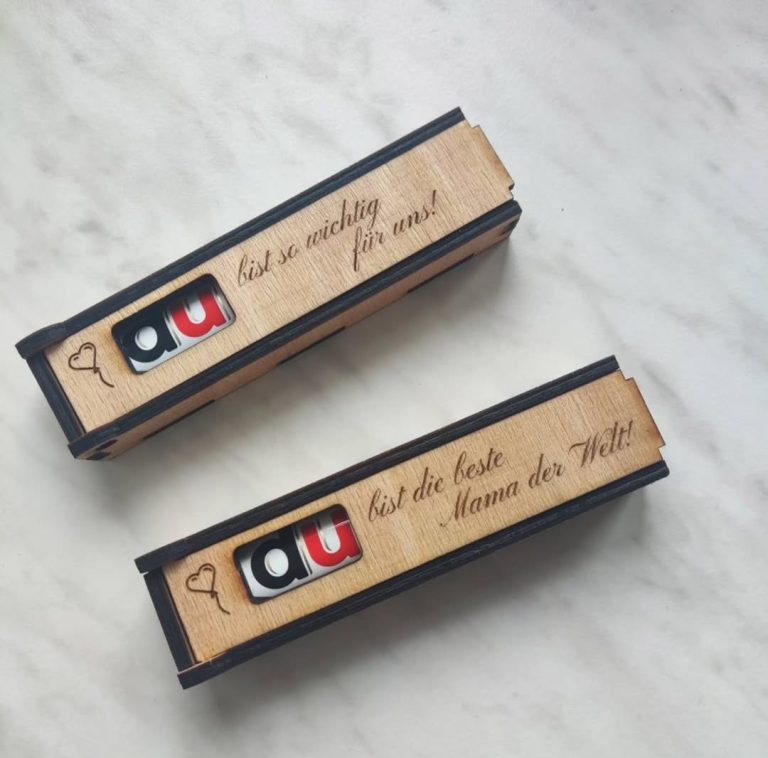 du bist so wichtig
für uns!
du bist die beste
Mama der Welt!